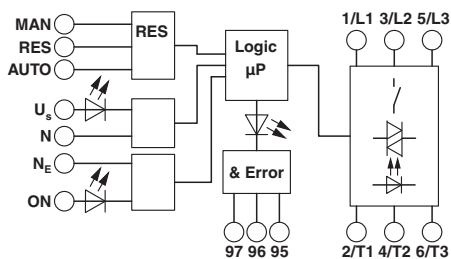 MAN
RES
AUTO
RES
Us
N
NE
ON
Logic
µP
& Error
97 96 95
1/L1 3/L2 5/L3
2/T1 4/T2 6/T3